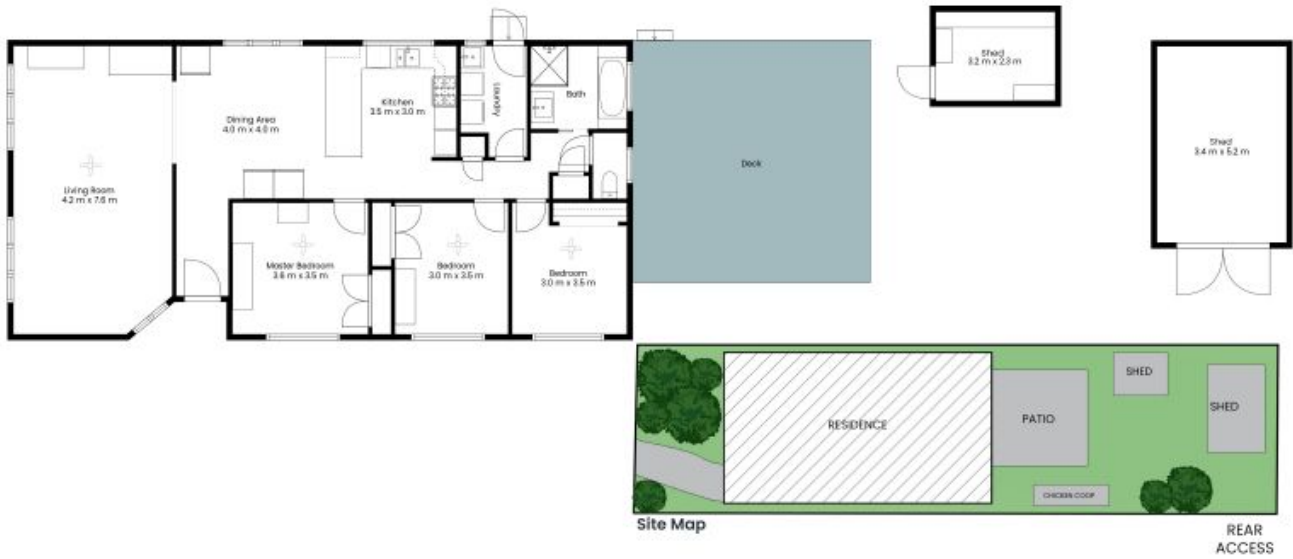 Living Room
4.2 m x 7.6 m
Dining Area
4.0 m x 4.0 m
Kitchen
3.5 m x 3.0 m
Laundry
Bath
Master Bedroom
3.6 m x 3.5 m
Bedroom
3.0 m x 3.5 m
Bedroom
3.0 m x 3.5 m
Deck
Shed
3.2 m x 2.3 m
Shed
3.4 m x 5.2 m
RESIDENCE
PATIO
SHED
SHED
CHICKEN COOP
Site Map
REAR
ACCESS